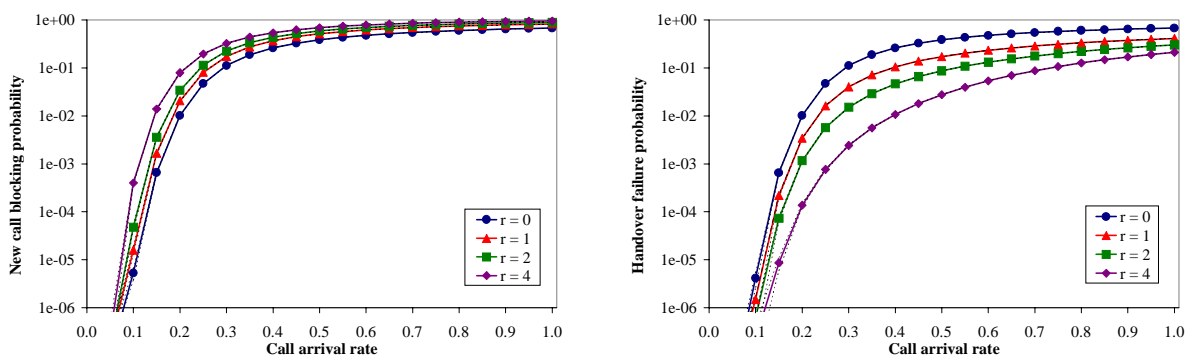 New call blocking probability
1e+00
1e-01
1e-02
1e-03
1e-04
1e-05
1e-06
0.0 0.1 0.2 0.3 0.4 0.5 0.6 0.7 0.8 0.9 1.0
Call arrival rate
r = 0
r = 1
r = 2
r = 4
Handover failure probability
1e+00
1e-01
1e-02
1e-03
1e-04
1e-05
1e-06
0.0 0.1 0.2 0.3 0.4 0.5 0.6 0.7 0.8 0.9 1.0
Call arrival rate
r = 0
r = 1
r = 2
r = 4